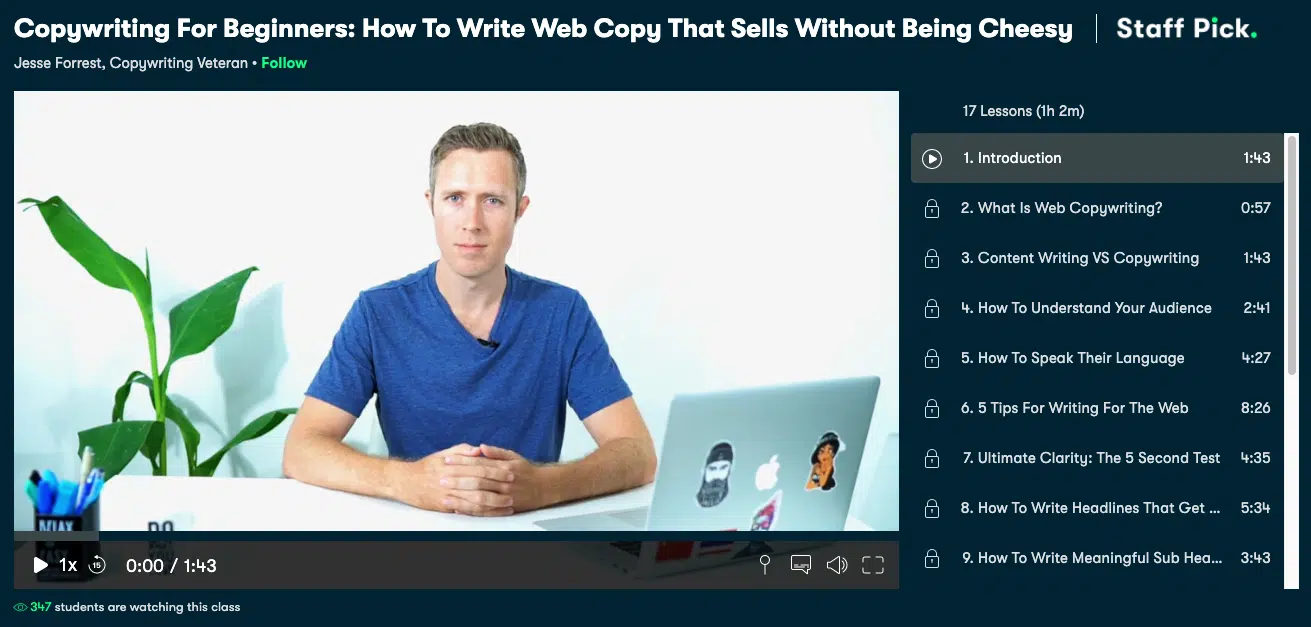 Copywriting For Beginners: How To Write Web Copy That Sells Without Being Cheesy
Staff Pick.
Jesse Forrest, Copywriting Veteran • Follow
17 Lessons (1h 2m)
1. Introduction 1:43
2. What Is Web Copywriting? 0:57
3. Content Writing VS Copywriting 1:43
4. How To Understand Your Audience 2:41
5. How To Speak Their Language 4:27
6. 5 Tips For Writing For The Web 8:26
7. Ultimate Clarity: The 5 Second Test 4:35
8. How To Write Headlines That Get ... 5:34
9. How To Write Meaningful Sub Hea... 3:43
1x 15 0:00 / 1:43
347 students are watching this class